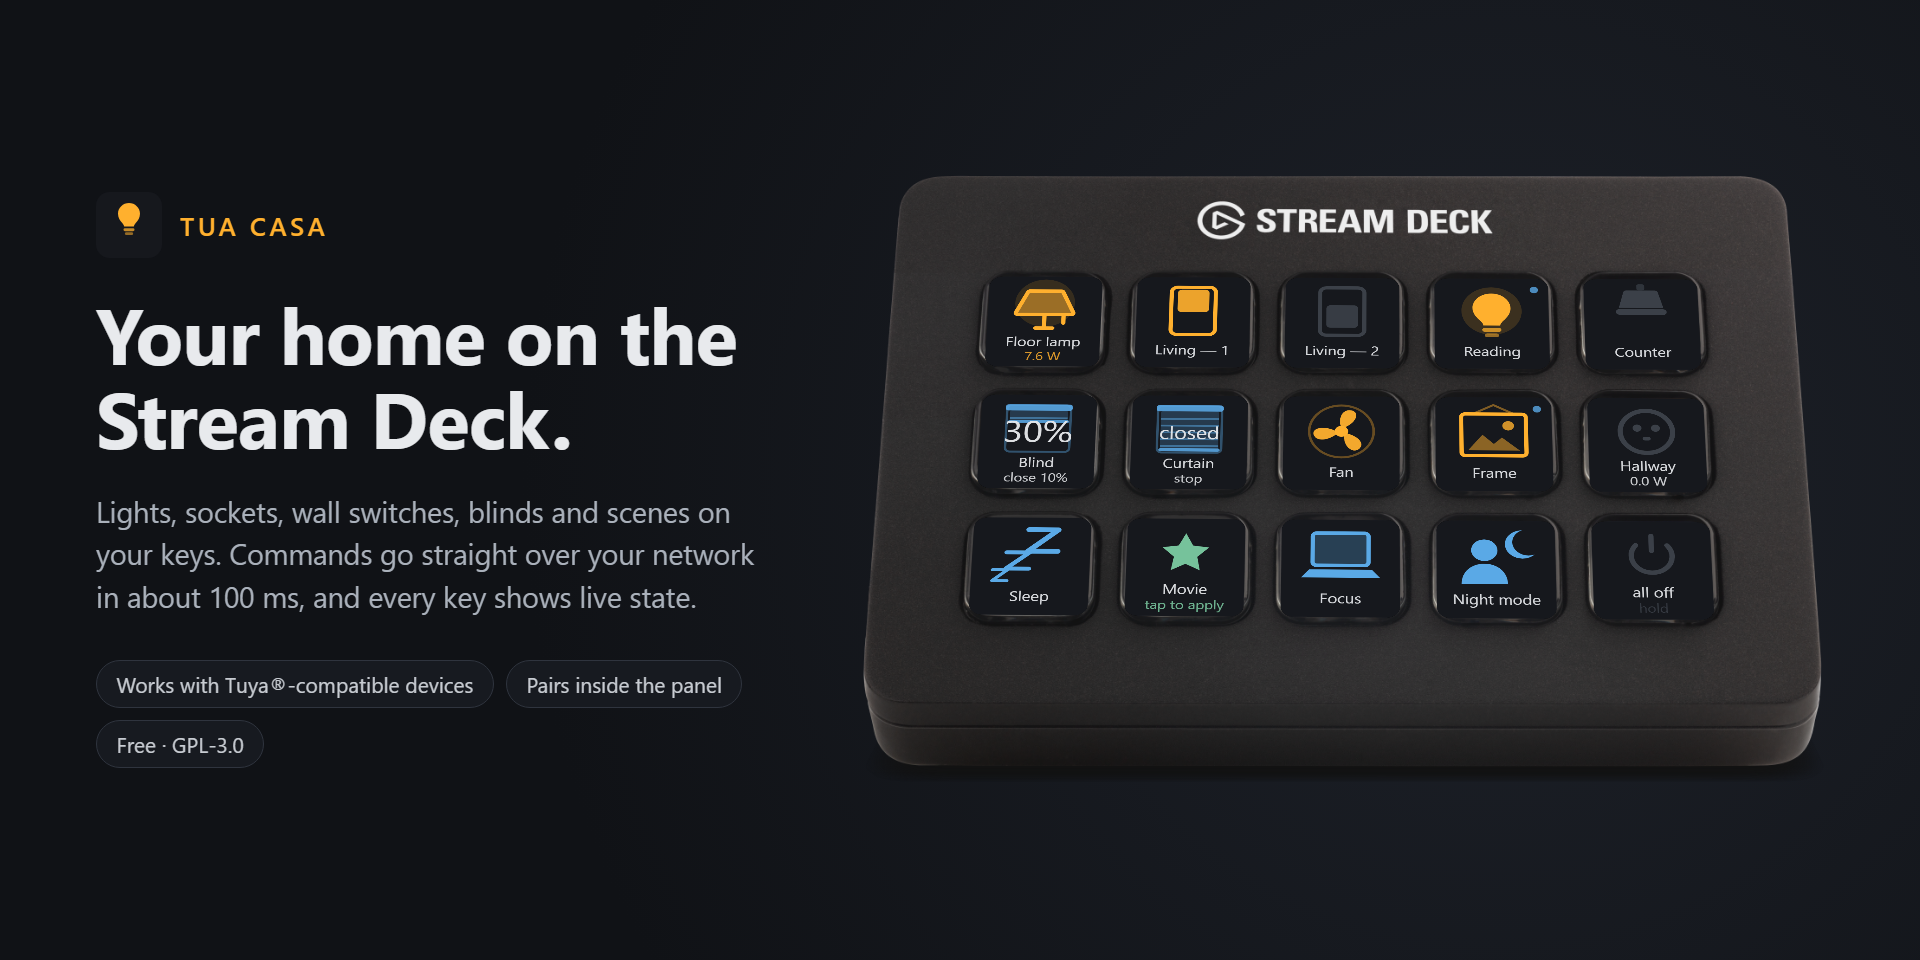 TUA CASA
Your home on the
Stream Deck.
Lights, sockets, wall switches, blinds and scenes on
your keys. Commands go straight over your network
in about 100 ms, and every key shows live state.
Works with Tuya®-compatible devices
Pairs inside the panel
Free · GPL-3.0
STREAM DECK
Floor lamp
7.6 W
Living — 1
Living — 2
Reading
Counter
30%
Blind
close 10%
closed
Curtain
stop
Fan
Frame
Hallway
0.0 W
Sleep
Movie
tap to apply
Focus
Night mode
all off
hold